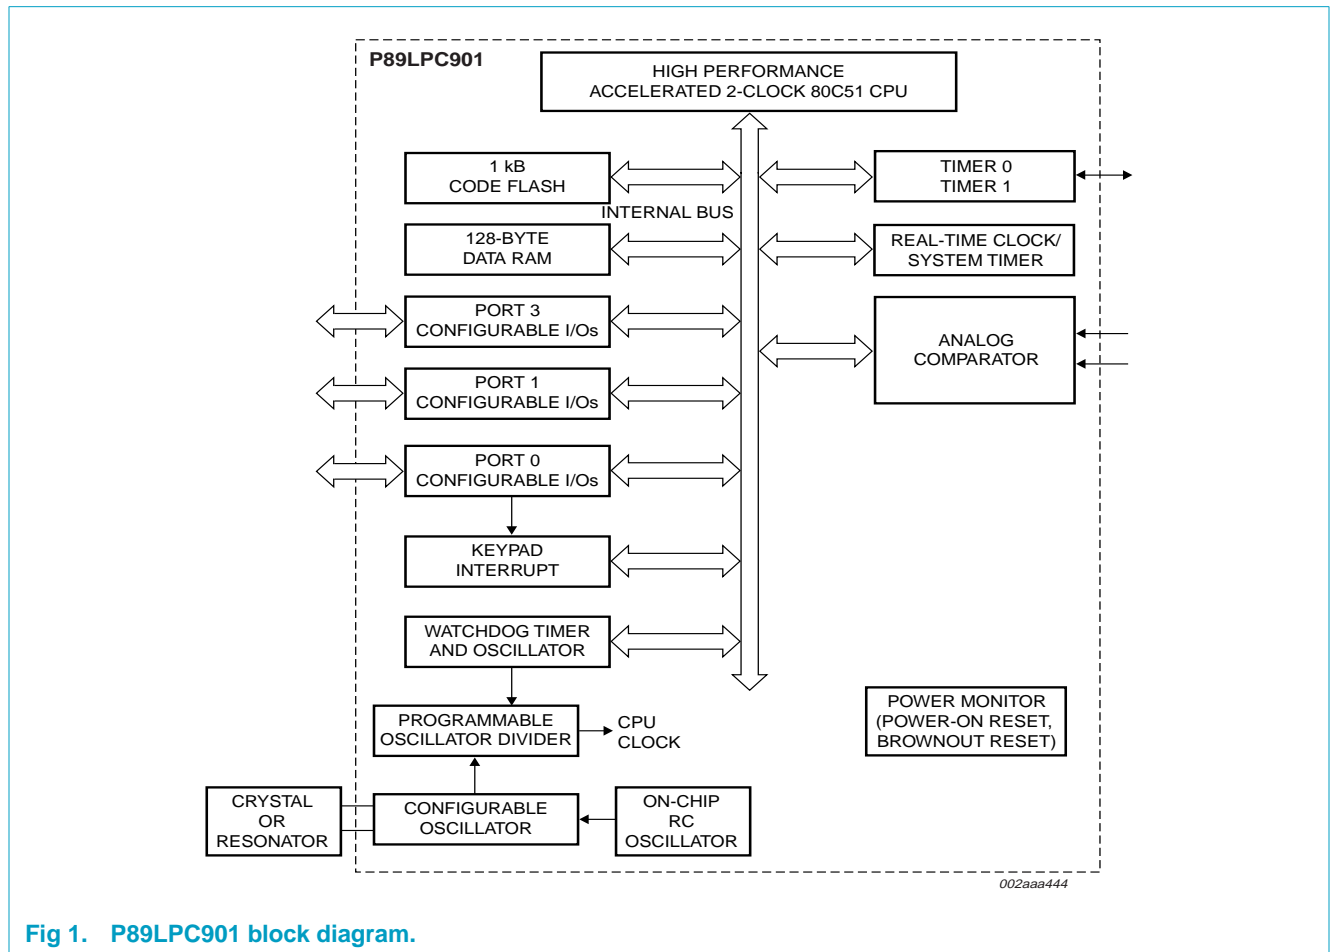 P89LPC901
HIGH PERFORMANCE
ACCELERATED 2-CLOCK 80C51 CPU
1 kB
CODE FLASH
TIMER 0
TIMER 1
INTERNAL BUS
128-BYTE
DATA RAM
REAL-TIME CLOCK/
SYSTEM TIMER
PORT 3
CONFIGURABLE I/Os
ANALOG
COMPARATOR
PORT 1
CONFIGURABLE I/Os
PORT 0
CONFIGURABLE I/Os
KEYPAD
INTERRUPT
WATCHDOG TIMER
AND OSCILLATOR
POWER MONITOR
(POWER-ON RESET,
BROWNOUT RESET)
PROGRAMMABLE
OSCILLATOR DIVIDER
CPU
CLOCK
CRYSTAL
OR
RESONATOR
CONFIGURABLE
OSCILLATOR
ON-CHIP
RC
OSCILLATOR
002aaa444
Fig 1. P89LPC901 block diagram.